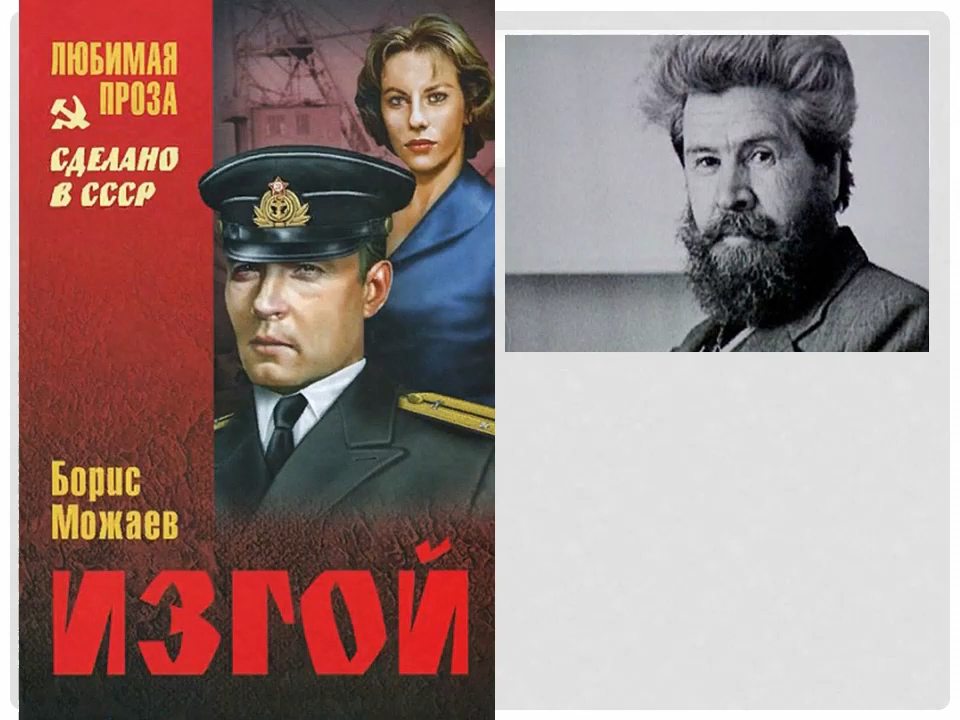 ЛЮБИМАЯ
ПРОЗА
СДЕЛАНО
В СССР
Борис
Можаев
ИЗГОЙ